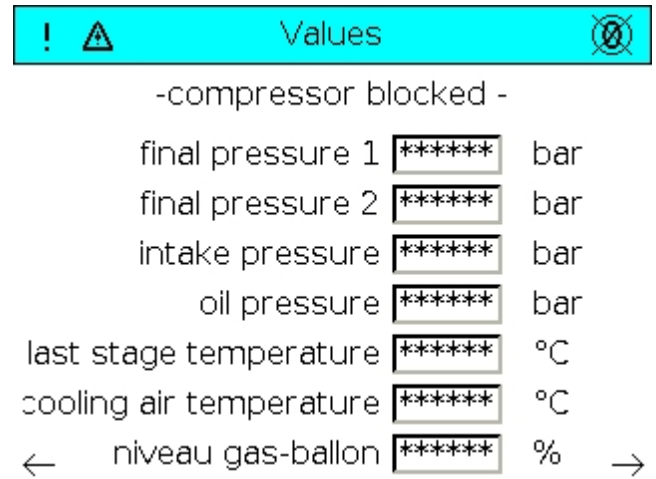 ! Values 0
-compressor blocked -
final pressure 1 ****** bar
final pressure 2 ****** bar
intake pressure ****** bar
oil pressure ****** bar
last stage temperature ****** °C
cooling air temperature ****** °C
← niveau gas-ballon ****** % →